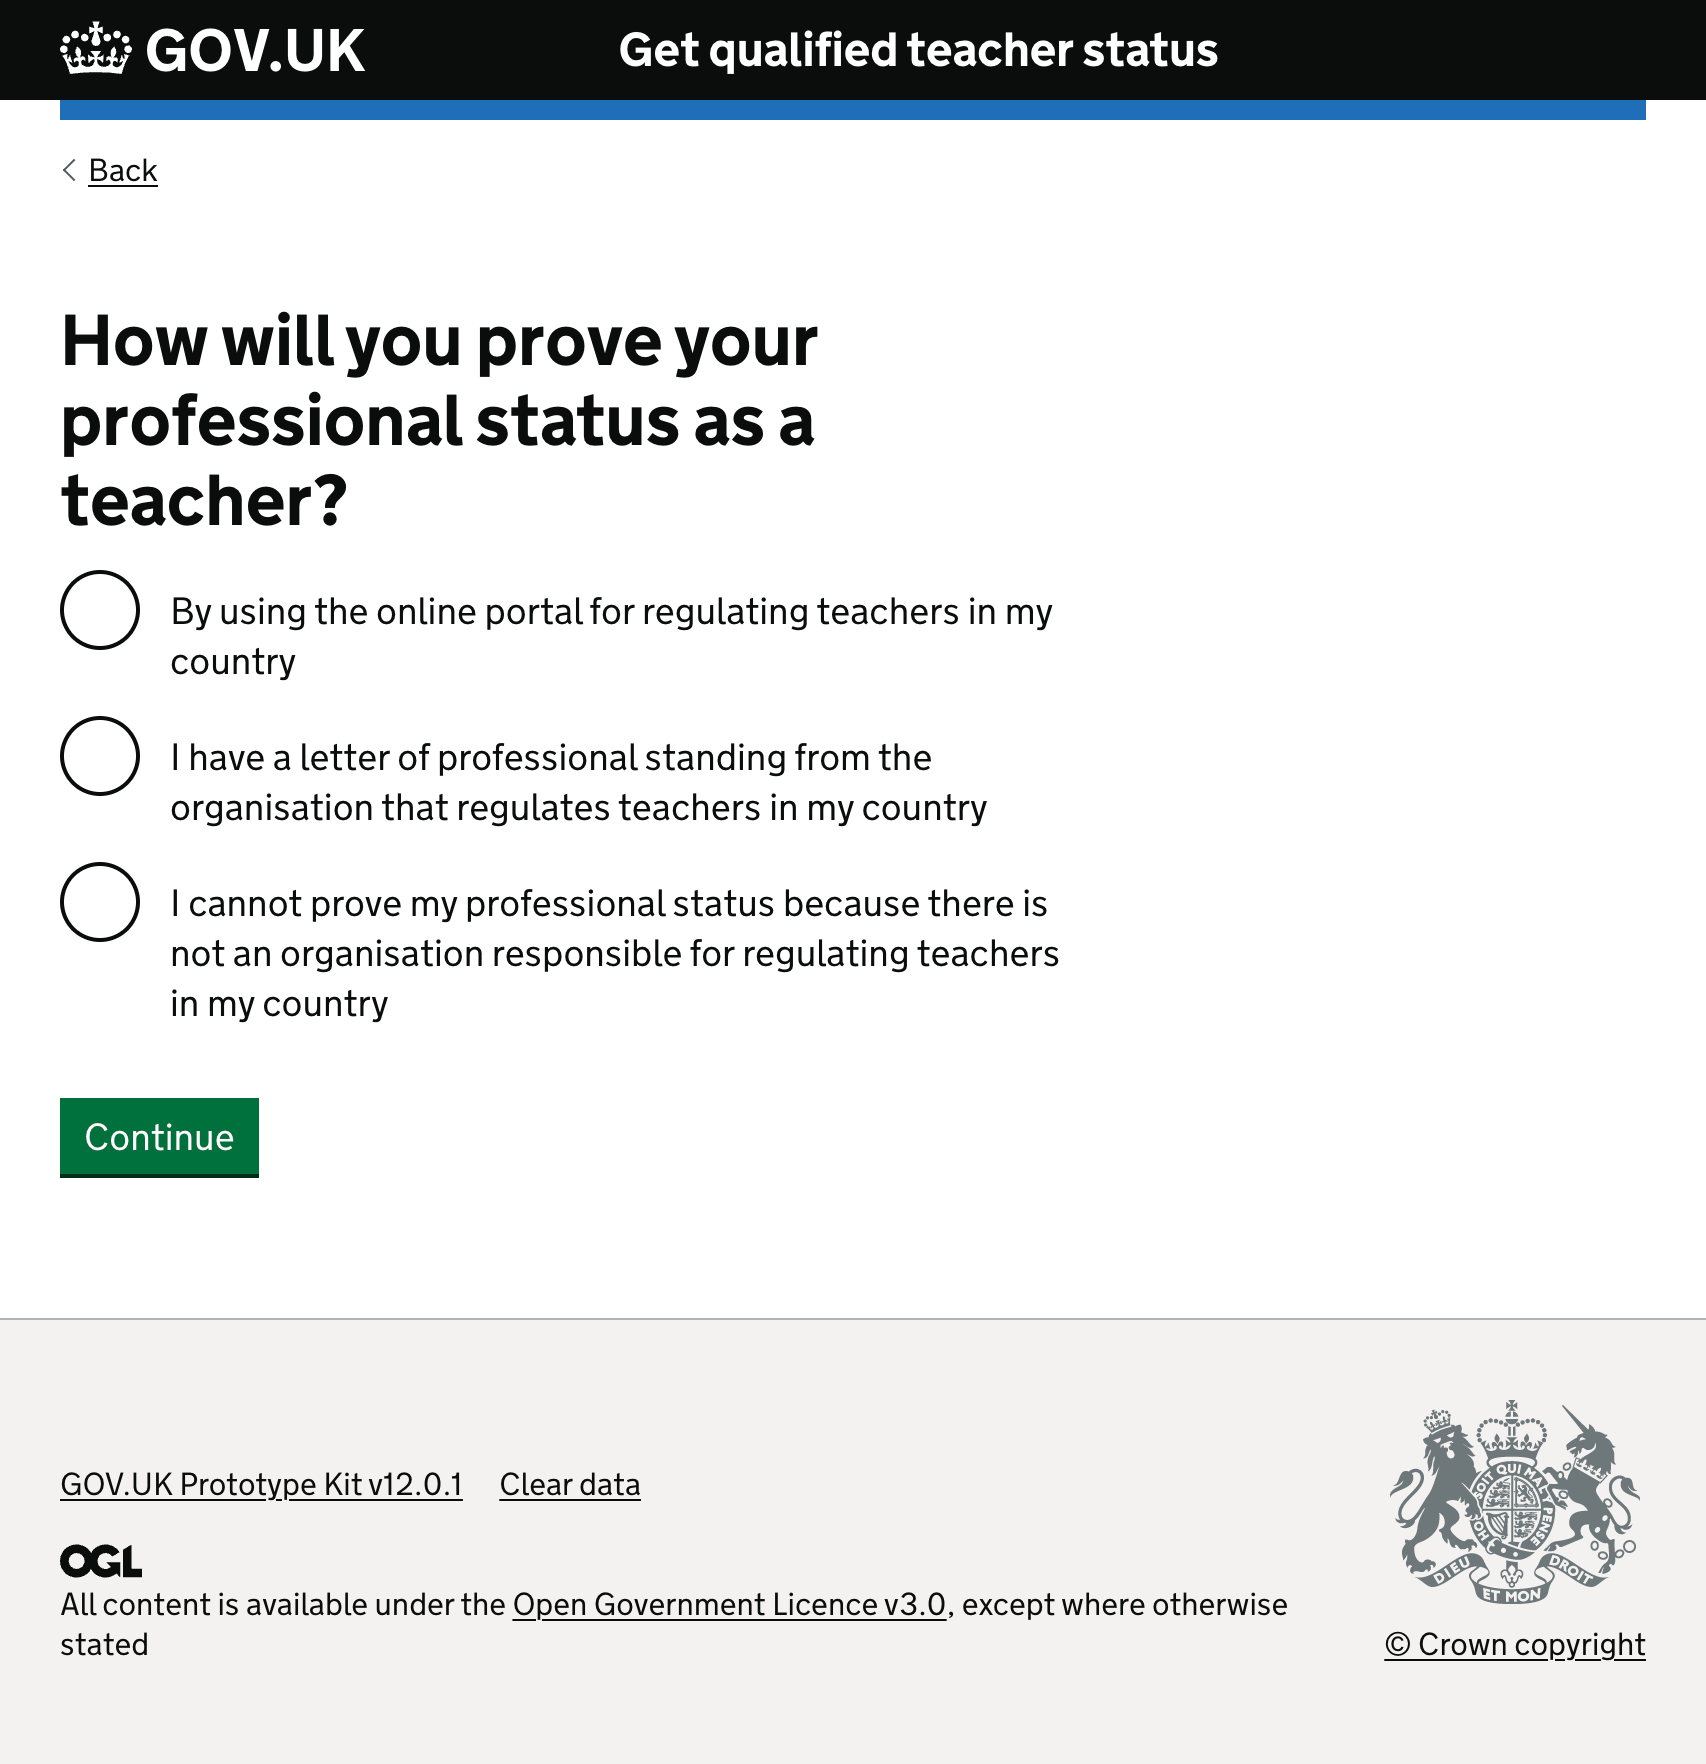 GOV.UK
Get qualified teacher status
Back
How will you prove your
professional status as a
teacher?
By using the online portal for regulating teachers in my
country
I have a letter of professional standing from the
organisation that regulates teachers in my country
I cannot prove my professional status because there is
not an organisation responsible for regulating teachers
in my country
Continue
GOV.UK Prototype Kit v12.0.1
Clear data
OGL
All content is available under the Open Government Licence v3.0, except where otherwise
stated
SOIT QUI MAL
PENSE
HO
DIEU
ET MON
DROIT
© Crown copyright